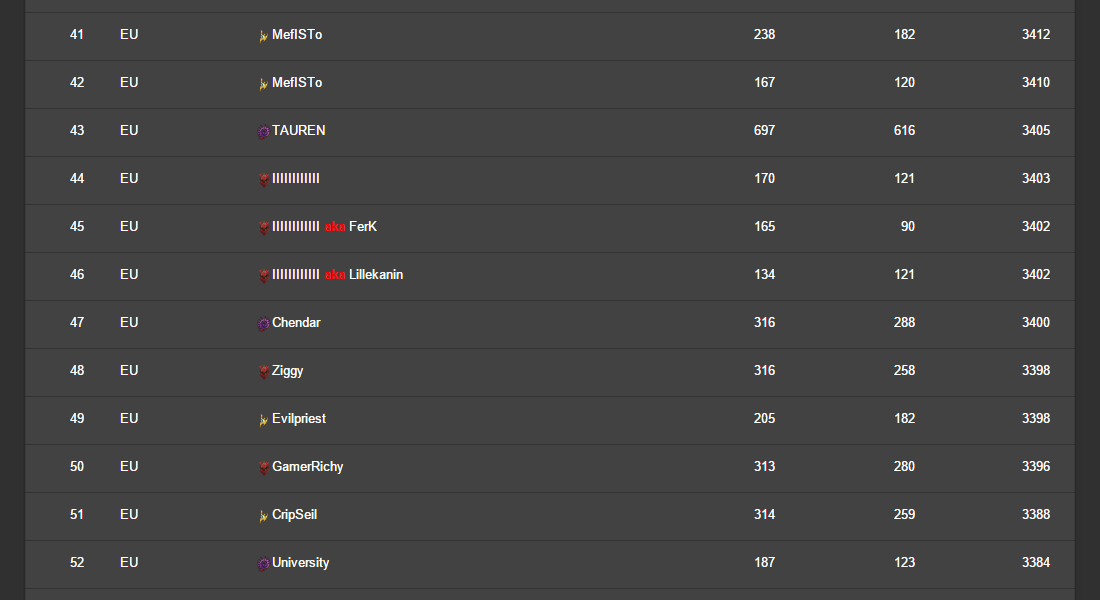 41 EU MefISTo 238 182 3412
42 EU MefISTo 167 120 3410
43 EU TAUREN 697 616 3405
44 EU IIIIIIIIIIII 170 121 3403
45 EU IIIIIIIIIIII aka FerK 165 90 3402
46 EU IIIIIIIIIIII aka Lillekanin 134 121 3402
47 EU Chendar 316 288 3400
48 EU Ziggy 316 258 3398
49 EU Evilpriest 205 182 3398
50 EU GamerRichy 313 280 3396
51 EU CripSeil 314 259 3388
52 EU University 187 123 3384